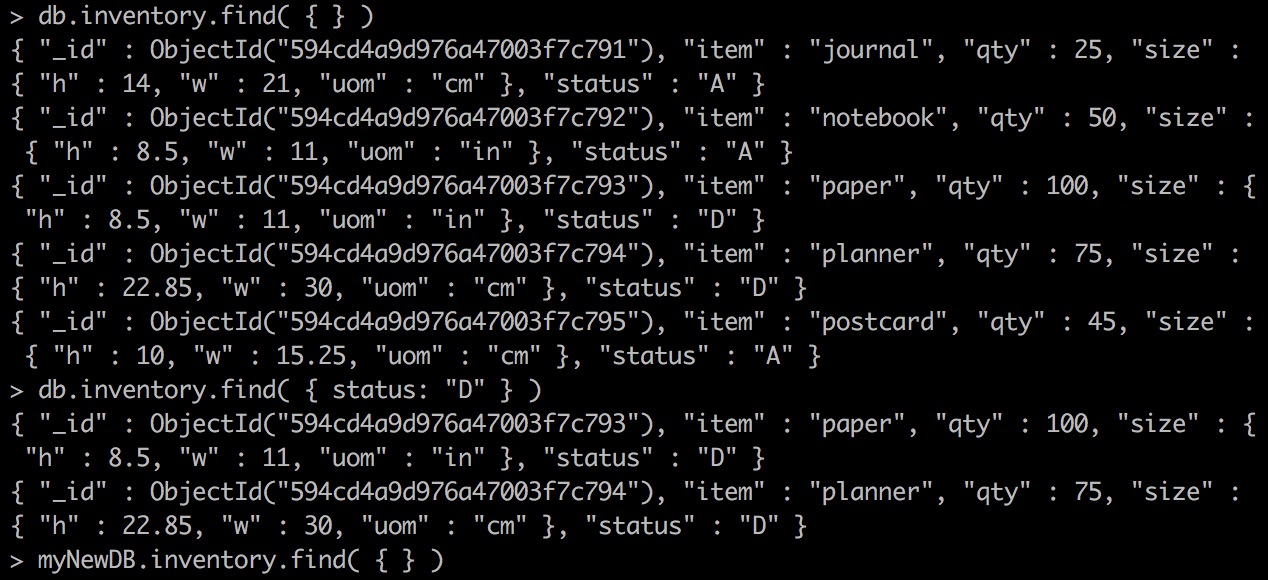 > db.inventory.find( { } )
{ "_id" : ObjectId("594cd4a9d976a47003f7c791"), "item" : "journal", "qty" : 25, "size" :
{ "h" : 14, "w" : 21, "uom" : "cm" }, "status" : "A" }
{ "_id" : ObjectId("594cd4a9d976a47003f7c792"), "item" : "notebook", "qty" : 50, "size" :
{ "h" : 8.5, "w" : 11, "uom" : "in" }, "status" : "A" }
{ "_id" : ObjectId("594cd4a9d976a47003f7c793"), "item" : "paper", "qty" : 100, "size" : {
"h" : 8.5, "w" : 11, "uom" : "in" }, "status" : "D" }
{ "_id" : ObjectId("594cd4a9d976a47003f7c794"), "item" : "planner", "qty" : 75, "size" :
{ "h" : 22.85, "w" : 30, "uom" : "cm" }, "status" : "D" }
{ "_id" : ObjectId("594cd4a9d976a47003f7c795"), "item" : "postcard", "qty" : 45, "size" :
{ "h" : 10, "w" : 15.25, "uom" : "cm" }, "status" : "A" }
> db.inventory.find( { status: "D" } )
{ "_id" : ObjectId("594cd4a9d976a47003f7c793"), "item" : "paper", "qty" : 100, "size" : {
"h" : 8.5, "w" : 11, "uom" : "in" }, "status" : "D" }
{ "_id" : ObjectId("594cd4a9d976a47003f7c794"), "item" : "planner", "qty" : 75, "size" :
{ "h" : 22.85, "w" : 30, "uom" : "cm" }, "status" : "D" }
> myNewDB.inventory.find( { } )